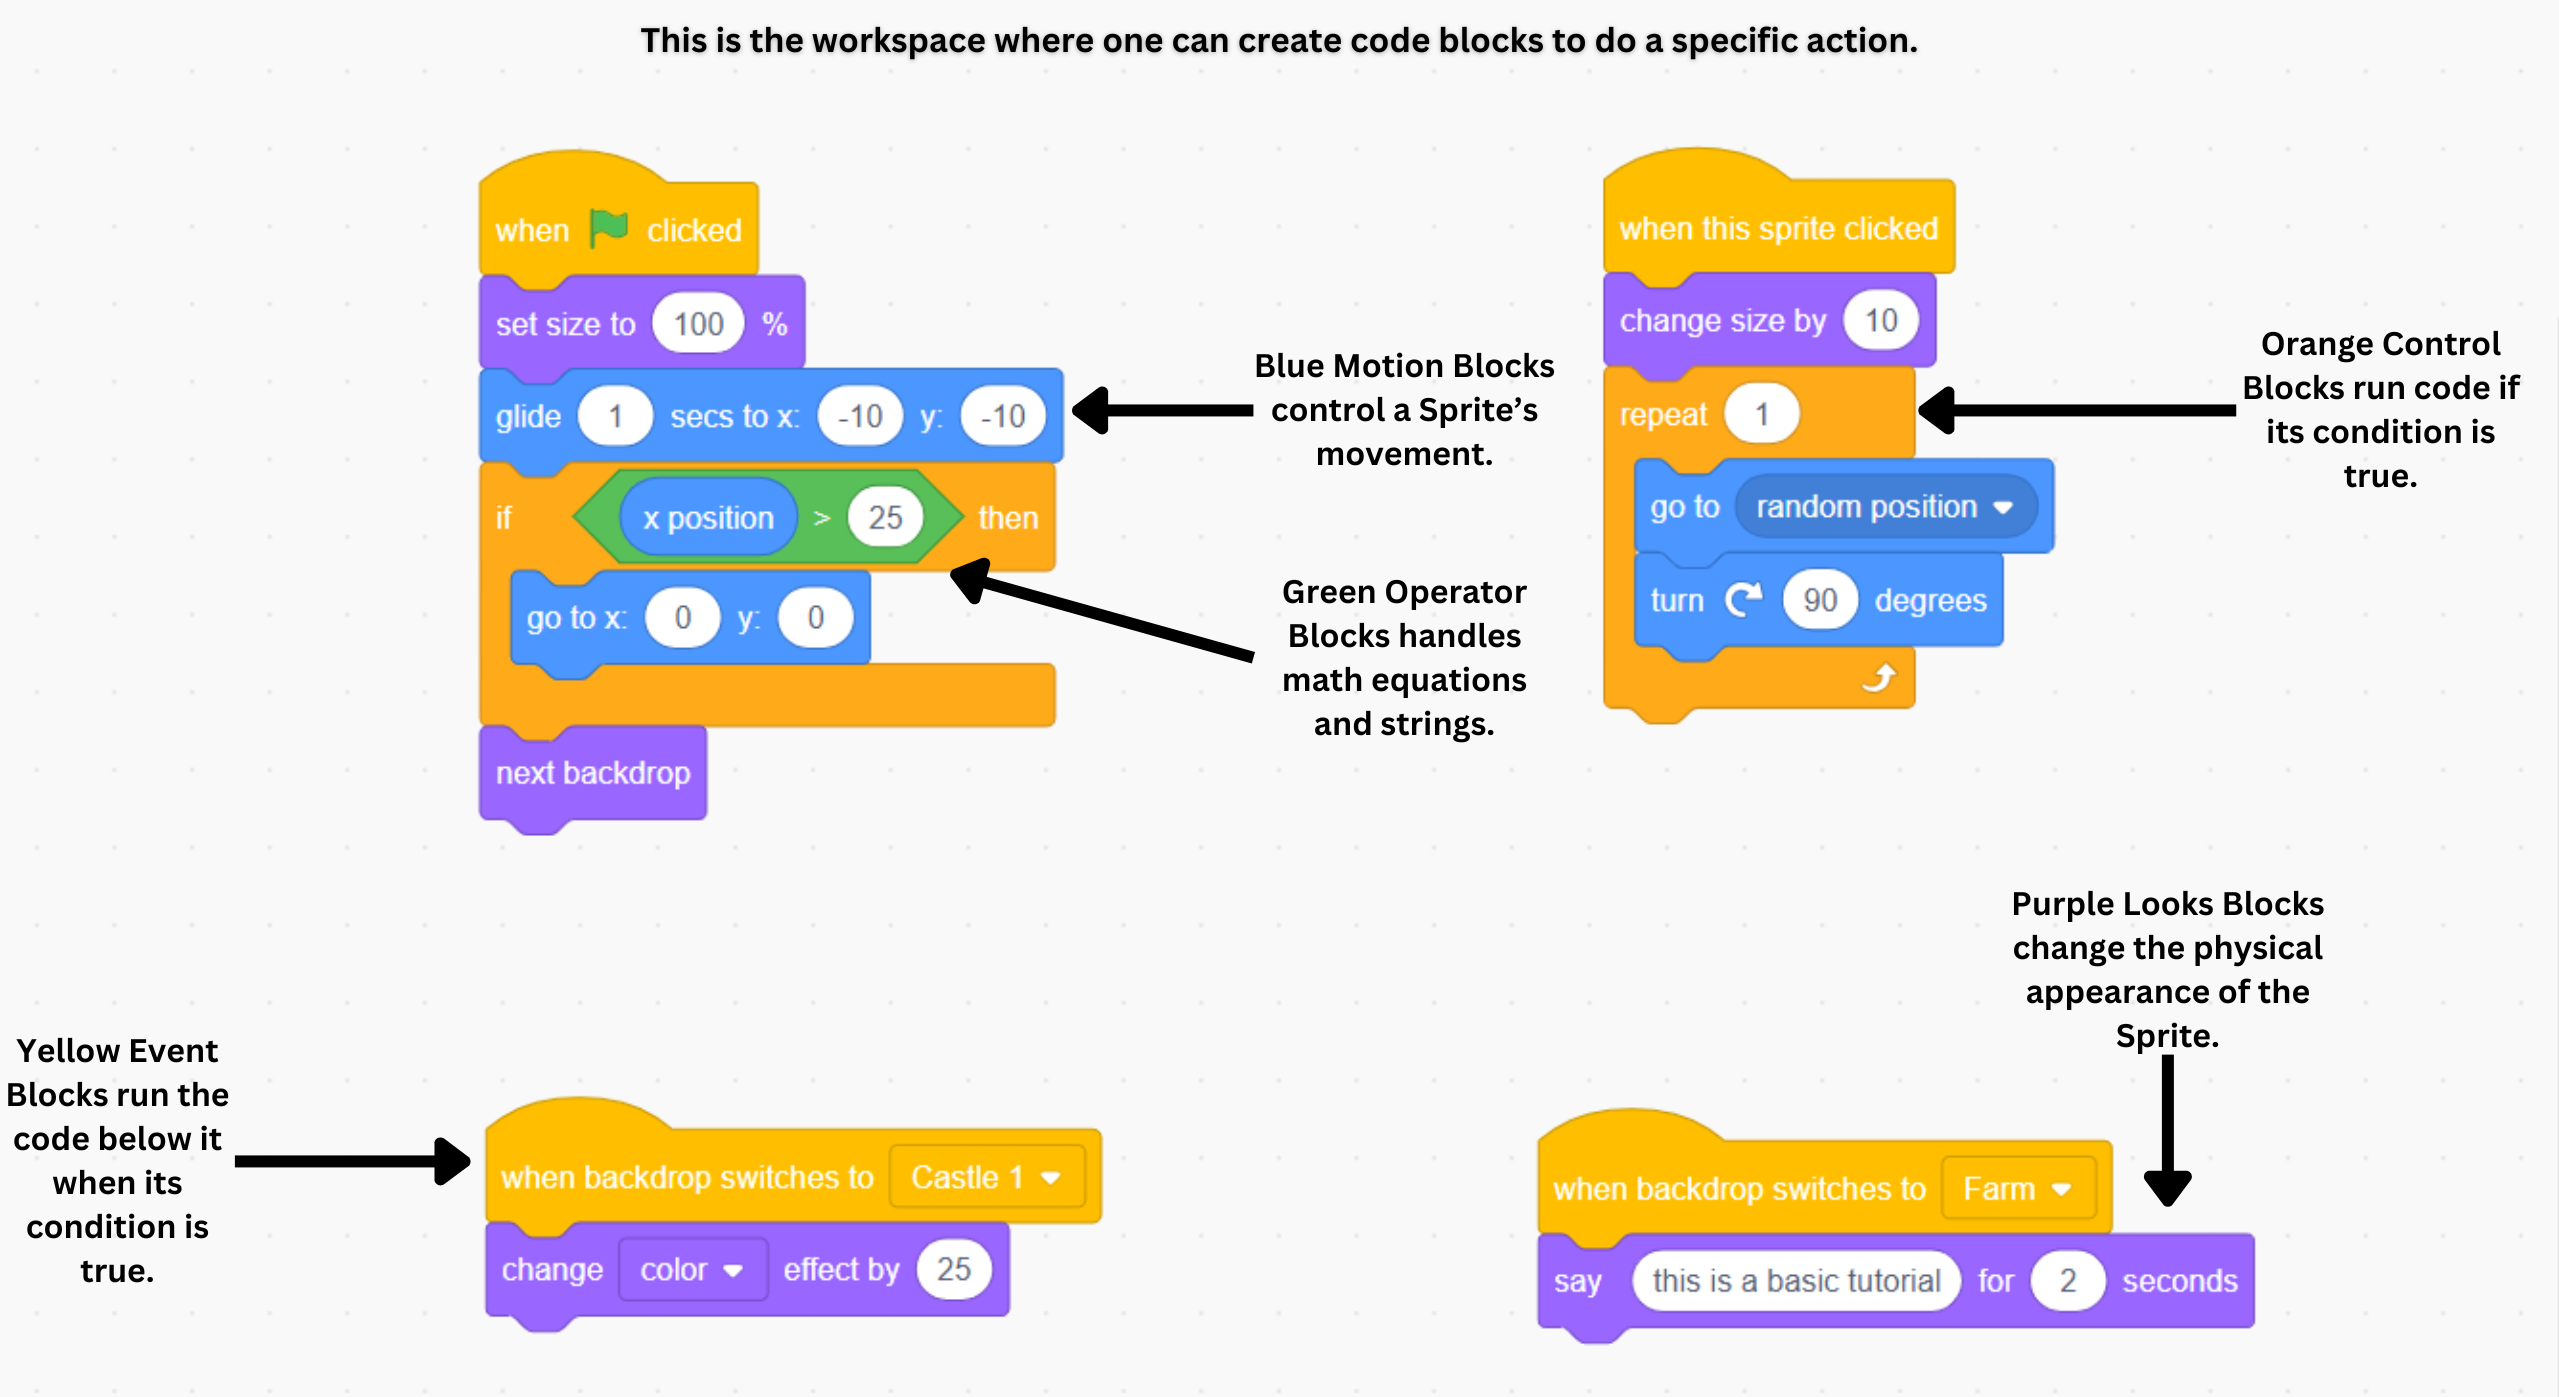 This is the workspace where one can create code blocks to do a specific action.
when clicked
set size to 100 %
glide 1 secs to x: -10 y: -10
if x position > 25 then
go to x: 0 y: 0
next backdrop
Blue Motion Blocks
control a Sprite’s
movement.
Green Operator
Blocks handles
math equations
and strings.
when this sprite clicked
change size by 10
repeat 1
go to random position
turn 90 degrees
Orange Control
Blocks run code if
its condition is
true.
Yellow Event
Blocks run the
code below it
when its
condition is
true.
when backdrop switches to Castle 1
change color effect by 25
Purple Looks Blocks
change the physical
appearance of the
Sprite.
when backdrop switches to Farm
say this is a basic tutorial for 2 seconds